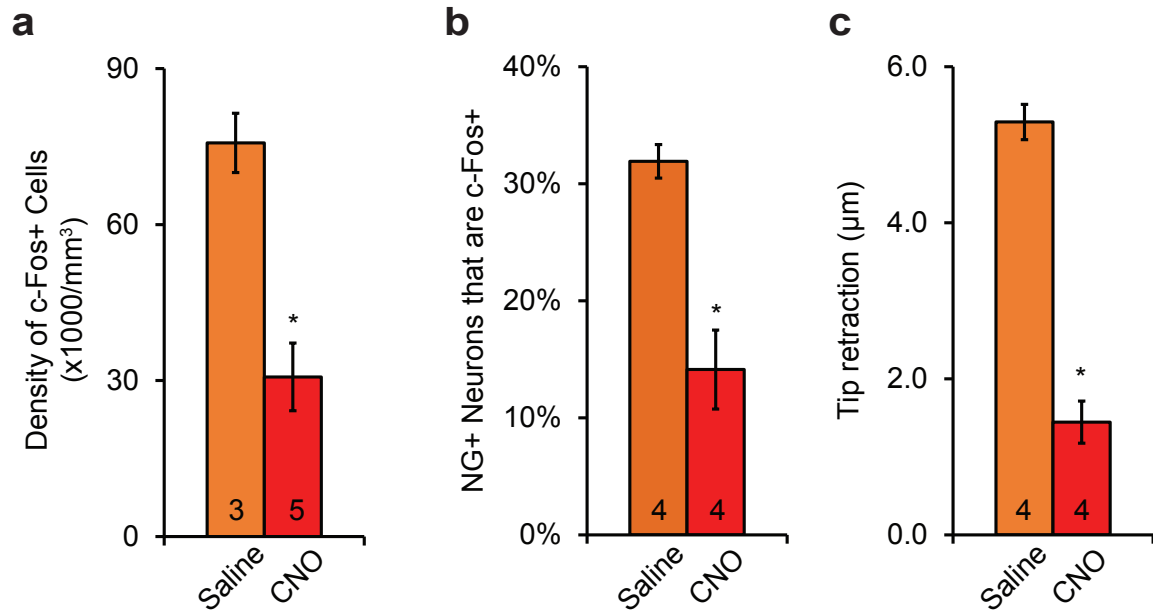 a
Density of c-Fos+ Cells
(x1000/mm³)
90
60
30
0
*
3
5
Saline
CNO
b
NG+ Neurons that are c-Fos+
40%
30%
20%
10%
0%
*
4
4
Saline
CNO
c
Tip retraction (µm)
6.0
4.0
2.0
0.0
*
4
4
Saline
CNO